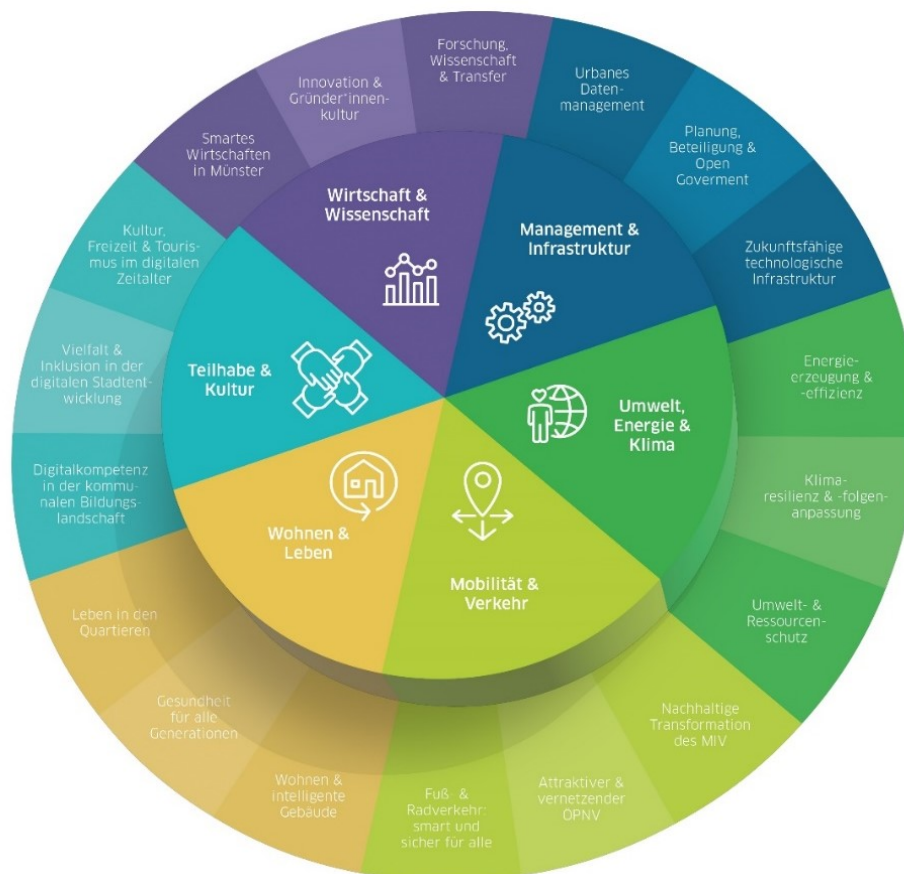 Forschung,
Wissenschaft
& Transfer
Urbanes
Daten-
management
Planung,
Beteiligung &
Open
Goverment
Zukunftsfähige
technologische
Infrastruktur
Energie-
erzeugung &
-effizienz
Klima-
resilienz & -folgen-
anpassung
Umwelt- &
Ressourcen-
schutz
Nachhaltige
Transformation
des MIV
Attraktiver &
vernetzender
ÖPNV
Fuß- &
Radverkehr:
smart und
sicher für alle
Wohnen &
intelligente
Gebäude
Gesundheit
für alle
Generationen
Leben in den
Quartieren
Digitalkompetenz
in der kommu-
nalen Bildungs-
landschaft
Vielfalt &
Inklusion in der
digitalen Stadtent-
wicklung
Kultur,
Freizeit & Touris-
mus im digitalen
Zeitalter
Smartes
Wirtschaften
in Münster
Innovation &
Gründer*innen-
kultur
Wirtschaft &
Wissenschaft
Management &
Infrastruktur
Umwelt,
Energie &
Klima
Mobilität &
Verkehr
Wohnen &
Leben
Teilhabe &
Kultur